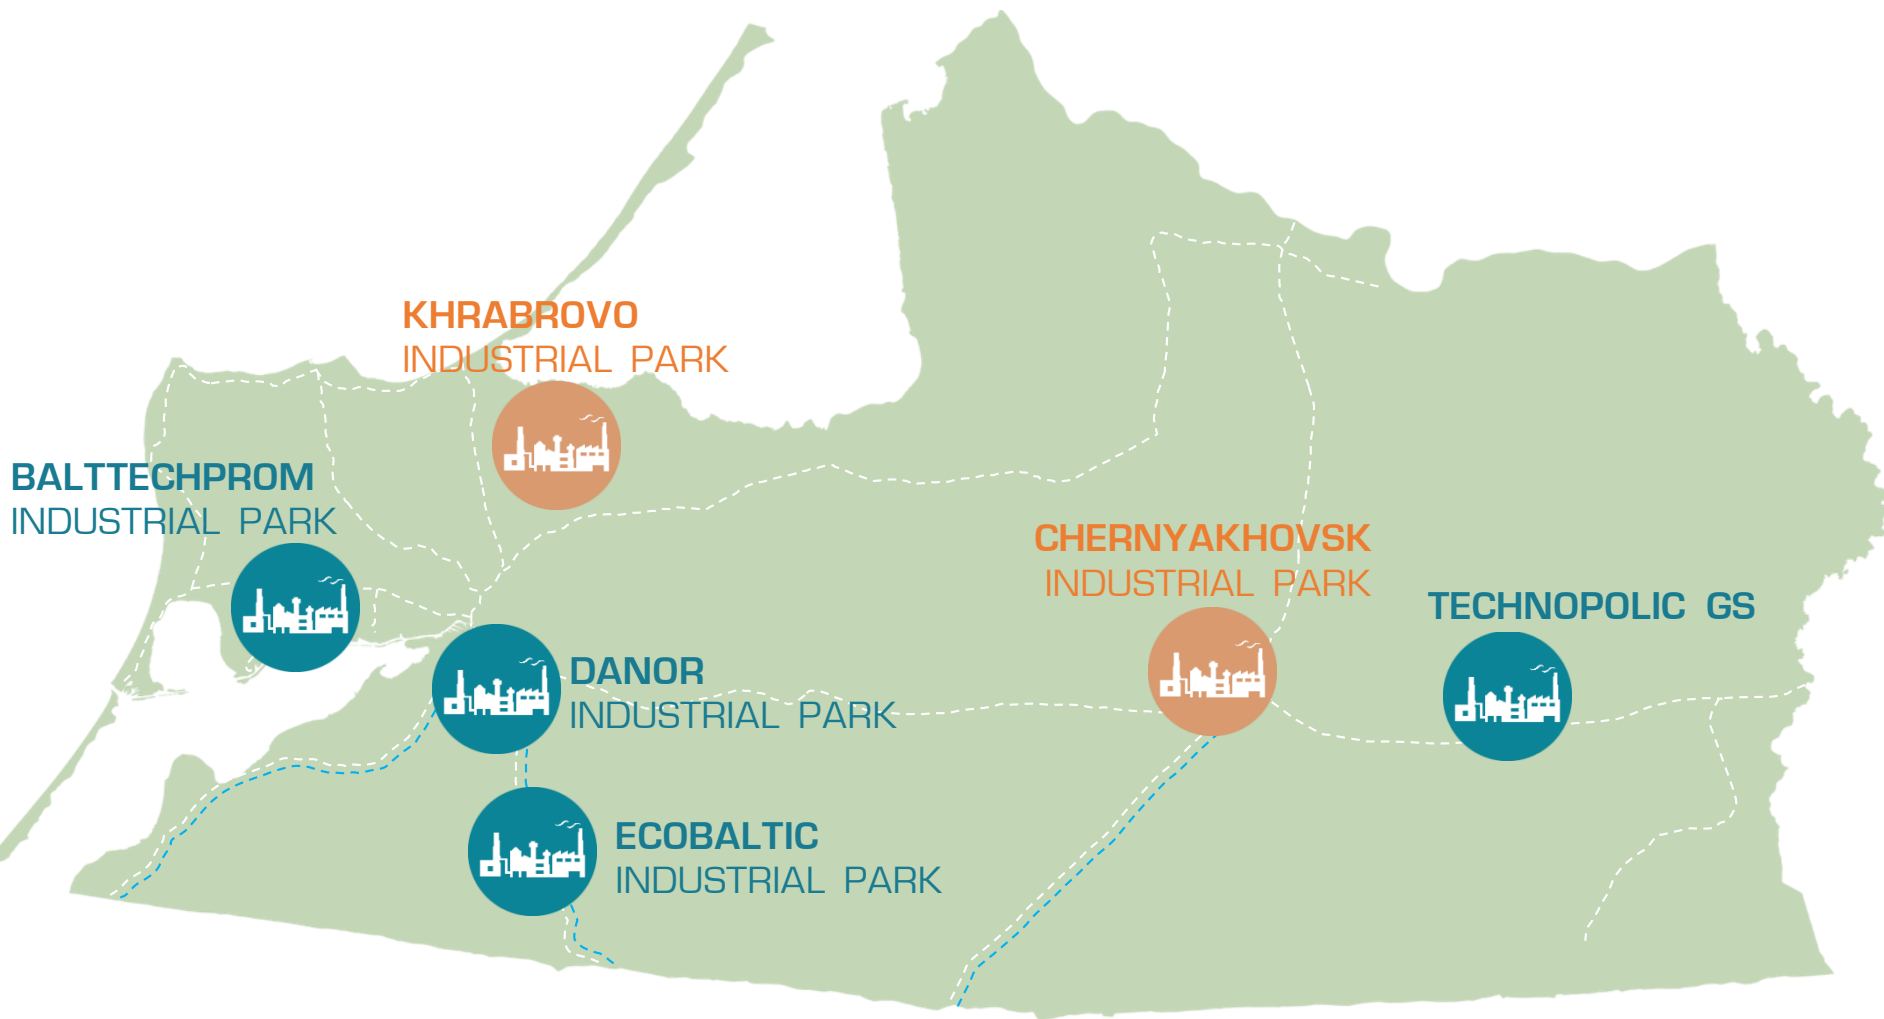 KHRABROVO
INDUSTRIAL PARK
BALTTECHPROM
INDUSTRIAL PARK
CHERNYAKHOVSK
INDUSTRIAL PARK
TECHNOPOLIC GS
DANOR
INDUSTRIAL PARK
ECOBALTIC
INDUSTRIAL PARK